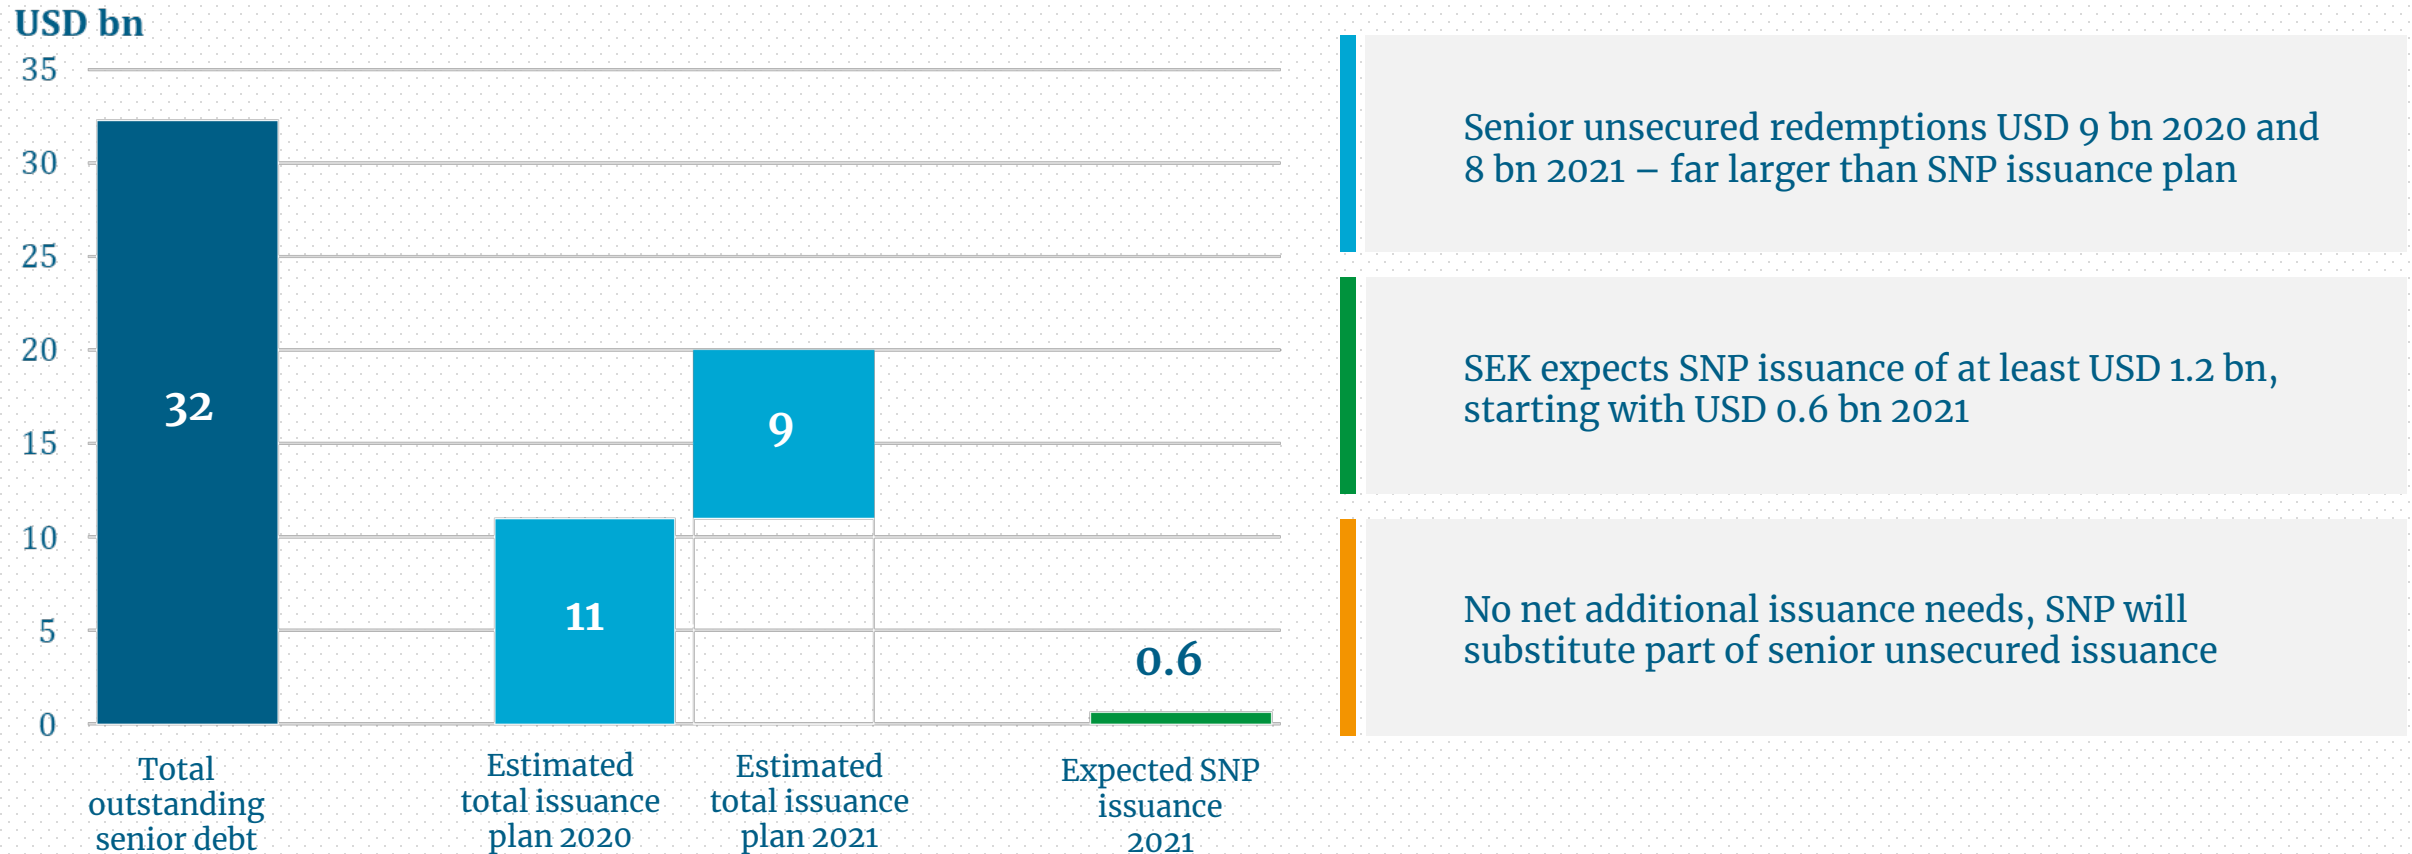 USD bn
35
30
25
20
15
10
5
0
32
11
9
0.6
Total
outstanding
senior debt
Estimated
total issuance
plan 2020
Estimated
total issuance
plan 2021
Expected SNP
issuance
2021
Senior unsecured redemptions USD 9 bn 2020 and
8 bn 2021 – far larger than SNP issuance plan
SEK expects SNP issuance of at least USD 1.2 bn,
starting with USD 0.6 bn 2021
No net additional issuance needs, SNP will
substitute part of senior unsecured issuance